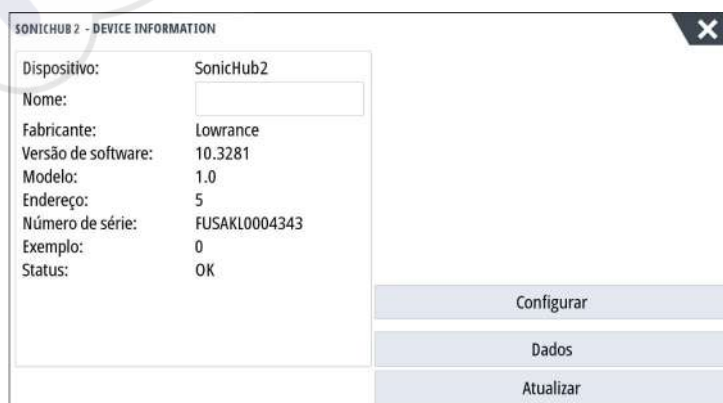 SONICHUB 2 - DEVICE INFORMATION
Dispositivo: SonicHub2
Nome:
Fabricante: Lowrance
Versão de software: 10.3281
Modelo: 1.0
Endereço: 5
Número de série: FUSAKL0004343
Exemplo: 0
Status: OK
Configurar
Dados
Atualizar